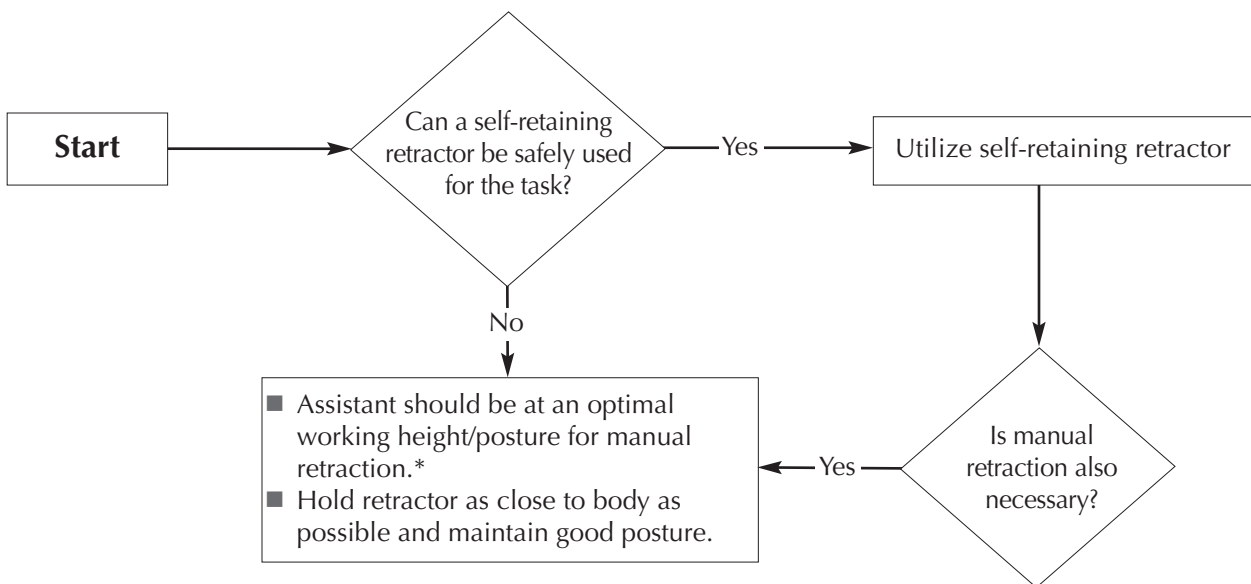 Start
Can a self-retaining
retractor be safely used
for the task?
Yes
Utilize self-retaining retractor
No
■ Assistant should be at an optimal
working height/posture for manual
retraction.*
■ Hold retractor as close to body as
possible and maintain good posture.
Yes
Is manual
retraction also
necessary?